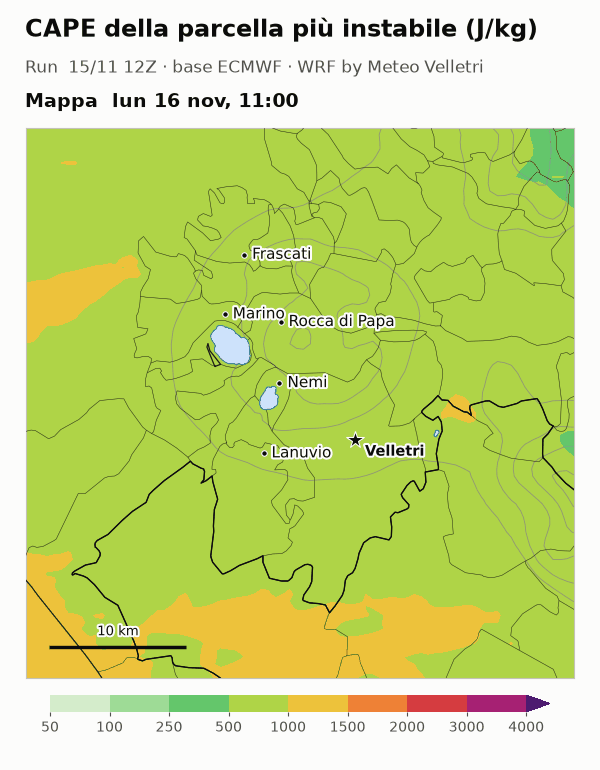 CAPE della parcella più instabile (J/kg)
Run  15/11 12Z · base ECMWF · WRF by Meteo Velletri
Mappa  lun 16 nov, 11:00
Frascati
Marino
Rocca di Papa
Nemi
Velletri
Lanuvio
10 km
50 100 250 500 1000 1500 2000 3000 4000